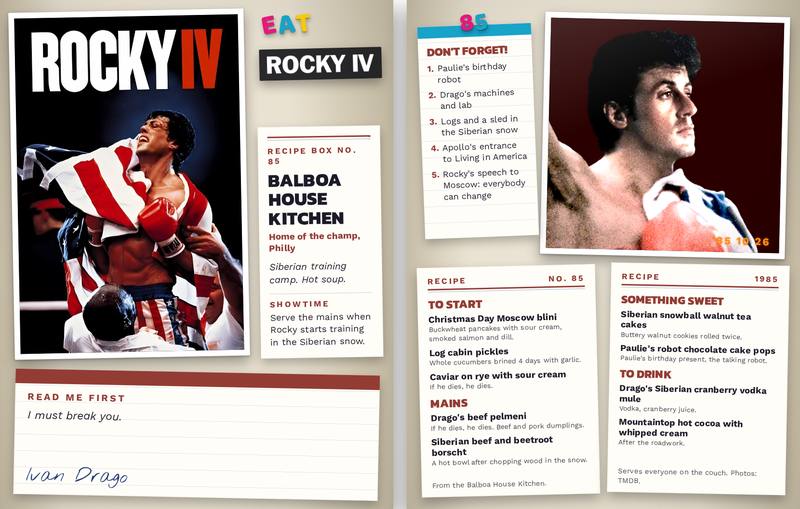 ROCKY IV
EAT
ROCKY IV
RECIPE BOX NO.
85
BALBOA
HOUSE
KITCHEN
Home of the champ,
Philly
Siberian training
camp. Hot soup.
SHOWTIME
Serve the mains when
Rocky starts training
in the Siberian snow.
READ ME FIRST
I must break you.
Ivan Drago
85
DON'T FORGET!
1. Paulie's birthday
robot
2. Drago's machines
and lab
3. Logs and a sled in
the Siberian snow
4. Apollo's entrance
to Living in America
5. Rocky's speech to
Moscow: everybody
can change
85 10 26
RECIPE NO. 85
TO START
Christmas Day Moscow blini
Buckwheat pancakes with sour cream,
smoked salmon and dill.
Log cabin pickles
Whole cucumbers brined 4 days with garlic.
Caviar on rye with sour cream
If he dies, he dies.
MAINS
Drago's beef pelmeni
If he dies, he dies. Beef and pork dumplings.
Siberian beef and beetroot
borscht
A hot bowl after chopping wood in the snow.
From the Balboa House Kitchen.
RECIPE 1985
SOMETHING SWEET
Siberian snowball walnut tea
cakes
Buttery walnut cookies rolled twice.
Paulie's robot chocolate cake pops
Paulie's birthday present, the talking robot.
TO DRINK
Drago's Siberian cranberry vodka
mule
Vodka, cranberry juice.
Mountaintop hot cocoa with
whipped cream
After the roadwork.
Serves everyone on the couch. Photos:
TMDB.